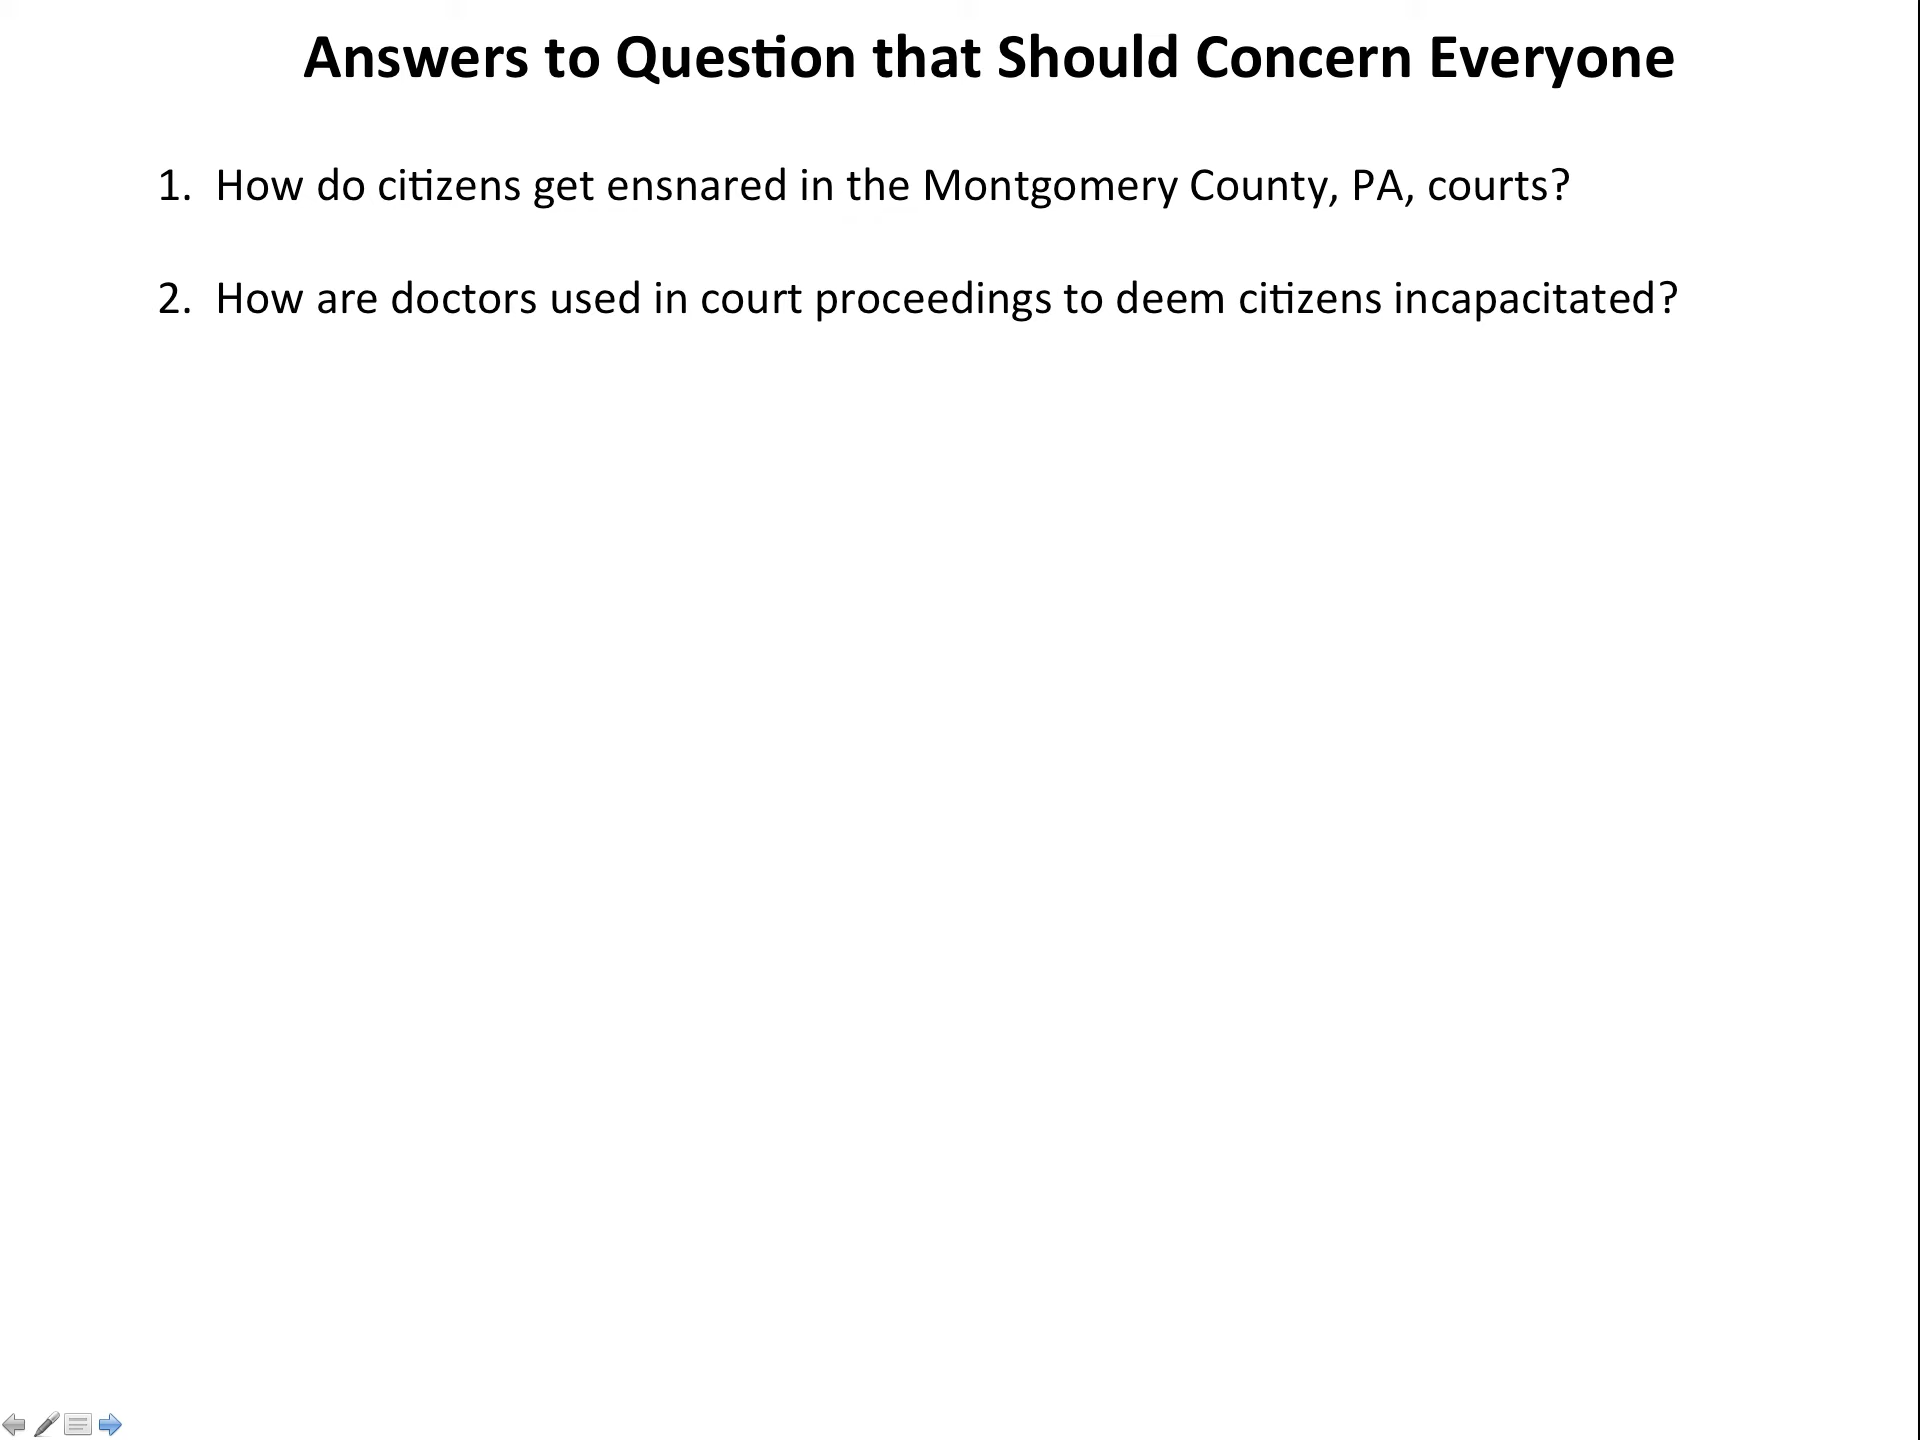 Answers to Question that Should Concern Everyone
1. How do citizens get ensnared in the Montgomery County, PA, courts?
2. How are doctors used in court proceedings to deem citizens incapacitated?